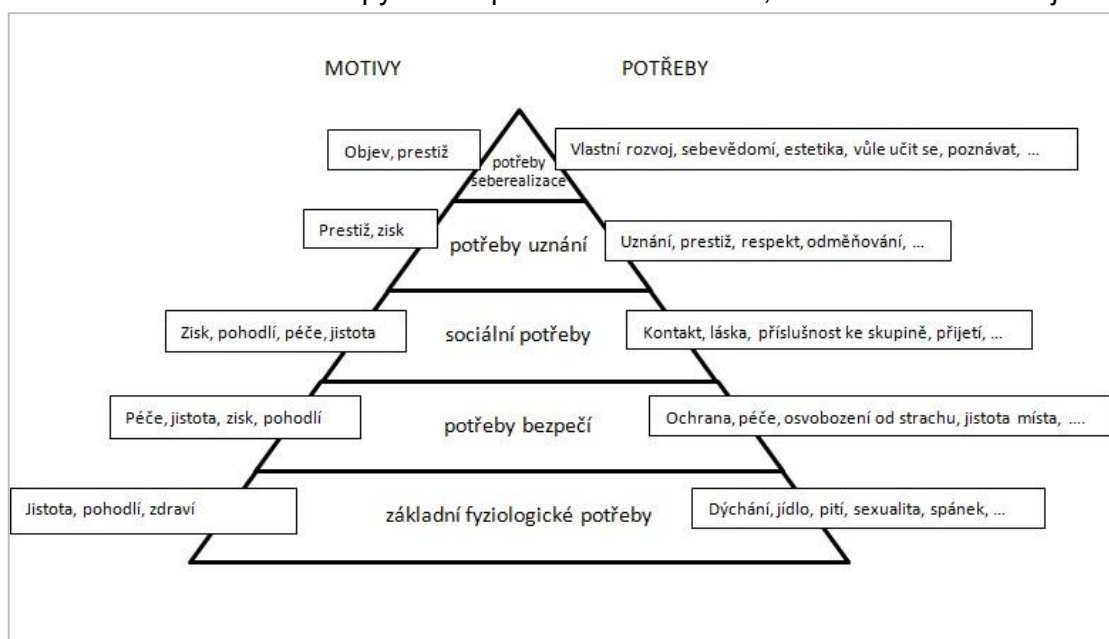 MOTIVY POTŘEBY
Objev, prestiž
potřeby
seberealizace
Vlastní rozvoj, sebevědomí, estetika, vůle učit se, poznávat, ...
Prestiž, zisk
potřeby uznání
Uznání, prestiž, respekt, odměňování, ...
Zisk, pohodlí, péče, jistota
sociální potřeby
Kontakt, láska, příslušnost ke skupině, přijetí, ...
Péče, jistota, zisk, pohodlí
potřeby bezpečí
Ochrana, péče, osvobození od strachu, jistota místa, ....
Jistota, pohodlí, zdraví
základní fyziologické potřeby
Dýchání, jídlo, pití, sexualita, spánek, ...